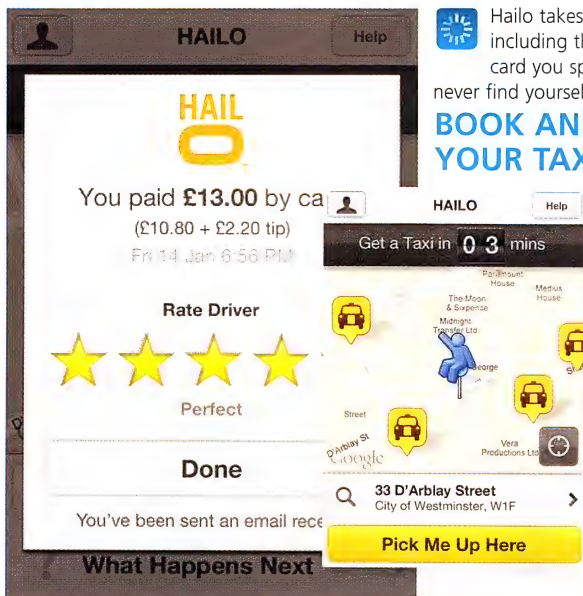 HAILO
Help
HAIL
O
You paid £13.00 by ca
(£10.80 + £2.20 tip)
Fri 14 Jan 6:56 PM
Rate Driver
Perfect
Done
You've been sent an email rece
What Happens Next
Hailo takes
including th
card you sp
never find yoursel
BOOK AN
YOUR TAX
HAILO
Help
Get a Taxi in 03 mins
Paramount
House
Medius
House
The Moon
& Sixpence
Midnight
Transfer Ltd
George
Street
D'Arblay St
Google
Vera
Productions Ltd
33 D'Arblay Street
City of Westminster, W1F
Pick Me Up Here